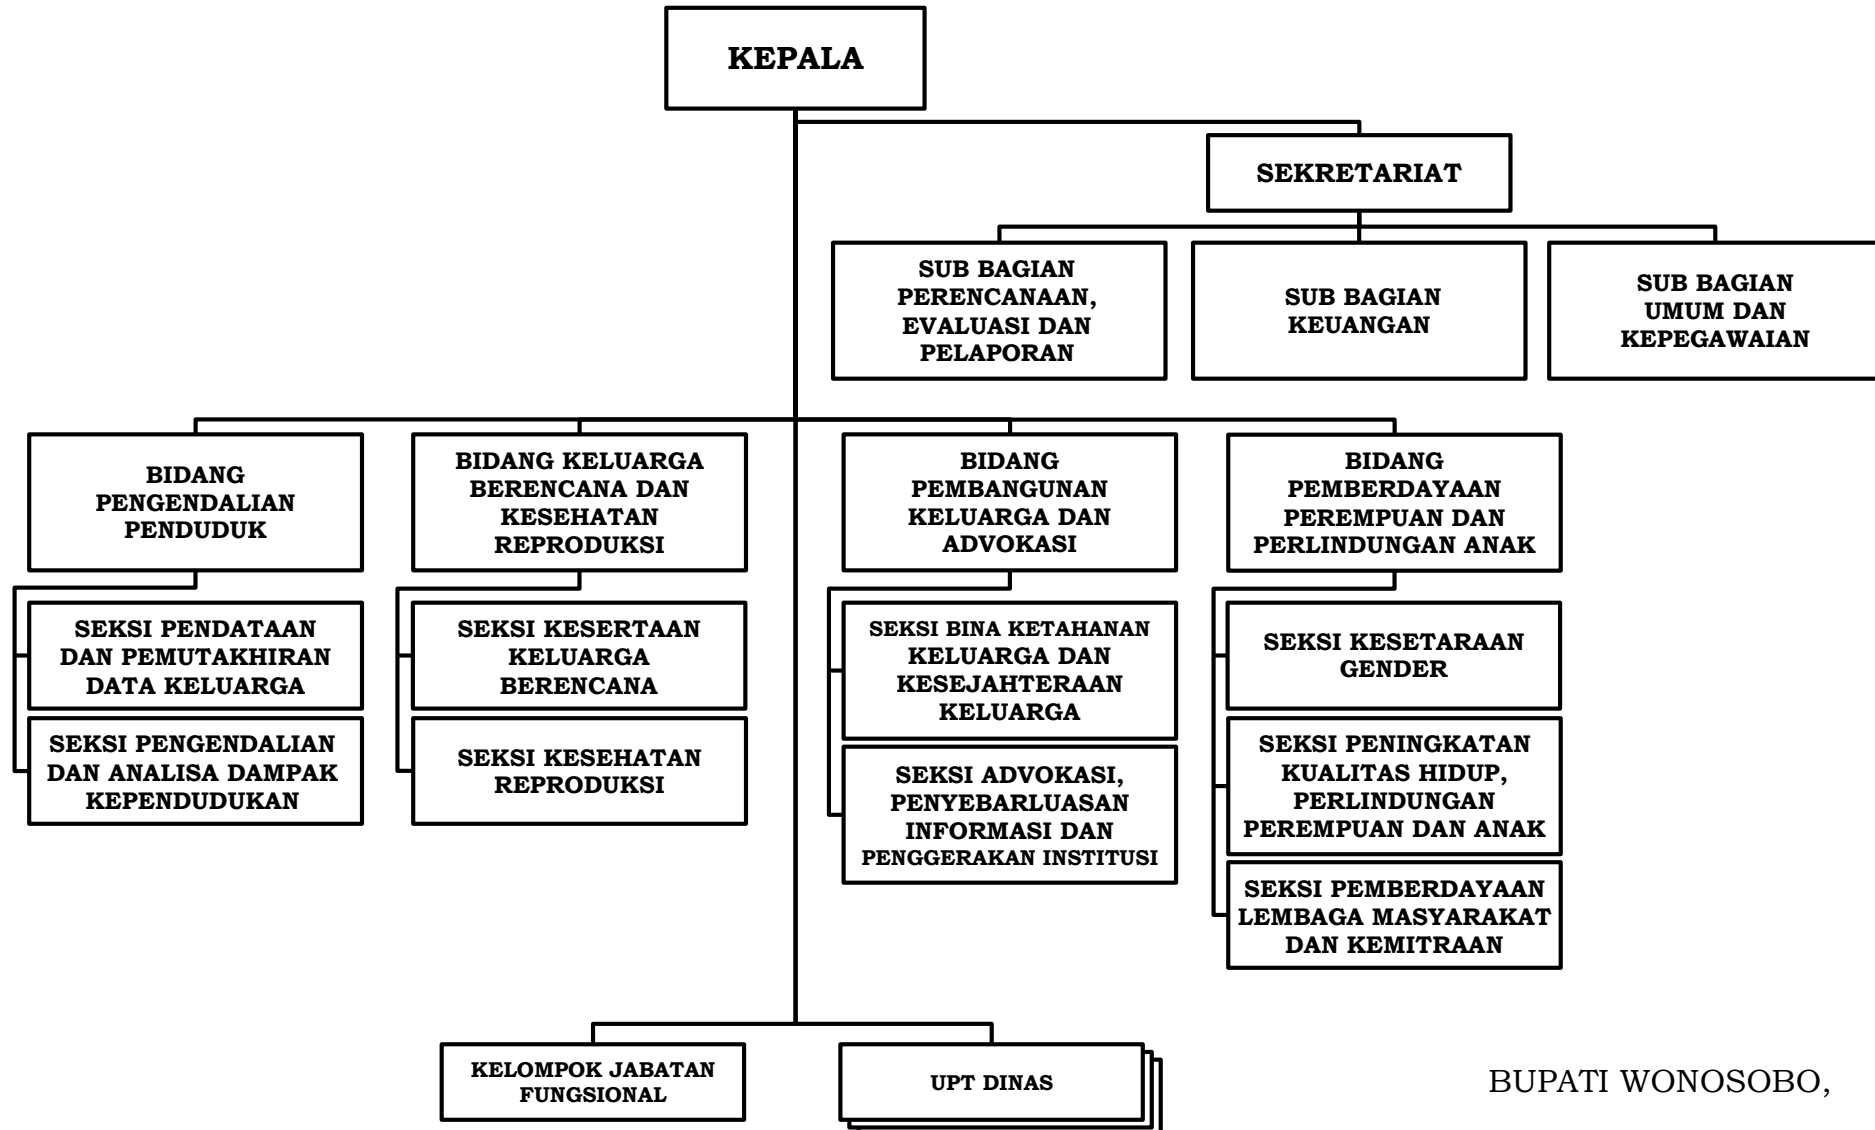 KEPALA
SEKRETARIAT
SUB BAGIAN
PERENCANAAN,
EVALUASI DAN
PELAPORAN
SUB BAGIAN
KEUANGAN
SUB BAGIAN
UMUM DAN
KEPEGAWAIAN
BIDANG
PENGENDALIAN
PENDUDUK
BIDANG KELUARGA
BERENCANA DAN
KESEHATAN
REPRODUKSI
BIDANG
PEMBANGUNAN
KELUARGA DAN
ADVOKASI
BIDANG
PEMBERDAYAAN
PEREMPUAN DAN
PERLINDUNGAN ANAK
SEKSI PENDATAAN
DAN PEMUTAKHIRAN
DATA KELUARGA
SEKSI PENGENDALIAN
DAN ANALISA DAMPAK
KEPENDUDUKAN
SEKSI KESERTAAN
KELUARGA
BERENCANA
SEKSI KESEHATAN
REPRODUKSI
SEKSI BINA KETAHANAN
KELUARGA DAN
KESEJAHTERAAN
KELUARGA
SEKSI ADVOKASI,
PENYEBARLUASAN
INFORMASI DAN
PENGGERAKAN INSTITUSI
SEKSI KESETARAAN
GENDER
SEKSI PENINGKATAN
KUALITAS HIDUP,
PERLINDUNGAN
PEREMPUAN DAN ANAK
SEKSI PEMBERDAYAAN
LEMBAGA MASYARAKAT
DAN KEMITRAAN
KELOMPOK JABATAN
FUNGSIONAL
UPT DINAS
BUPATI WONOSOBO,